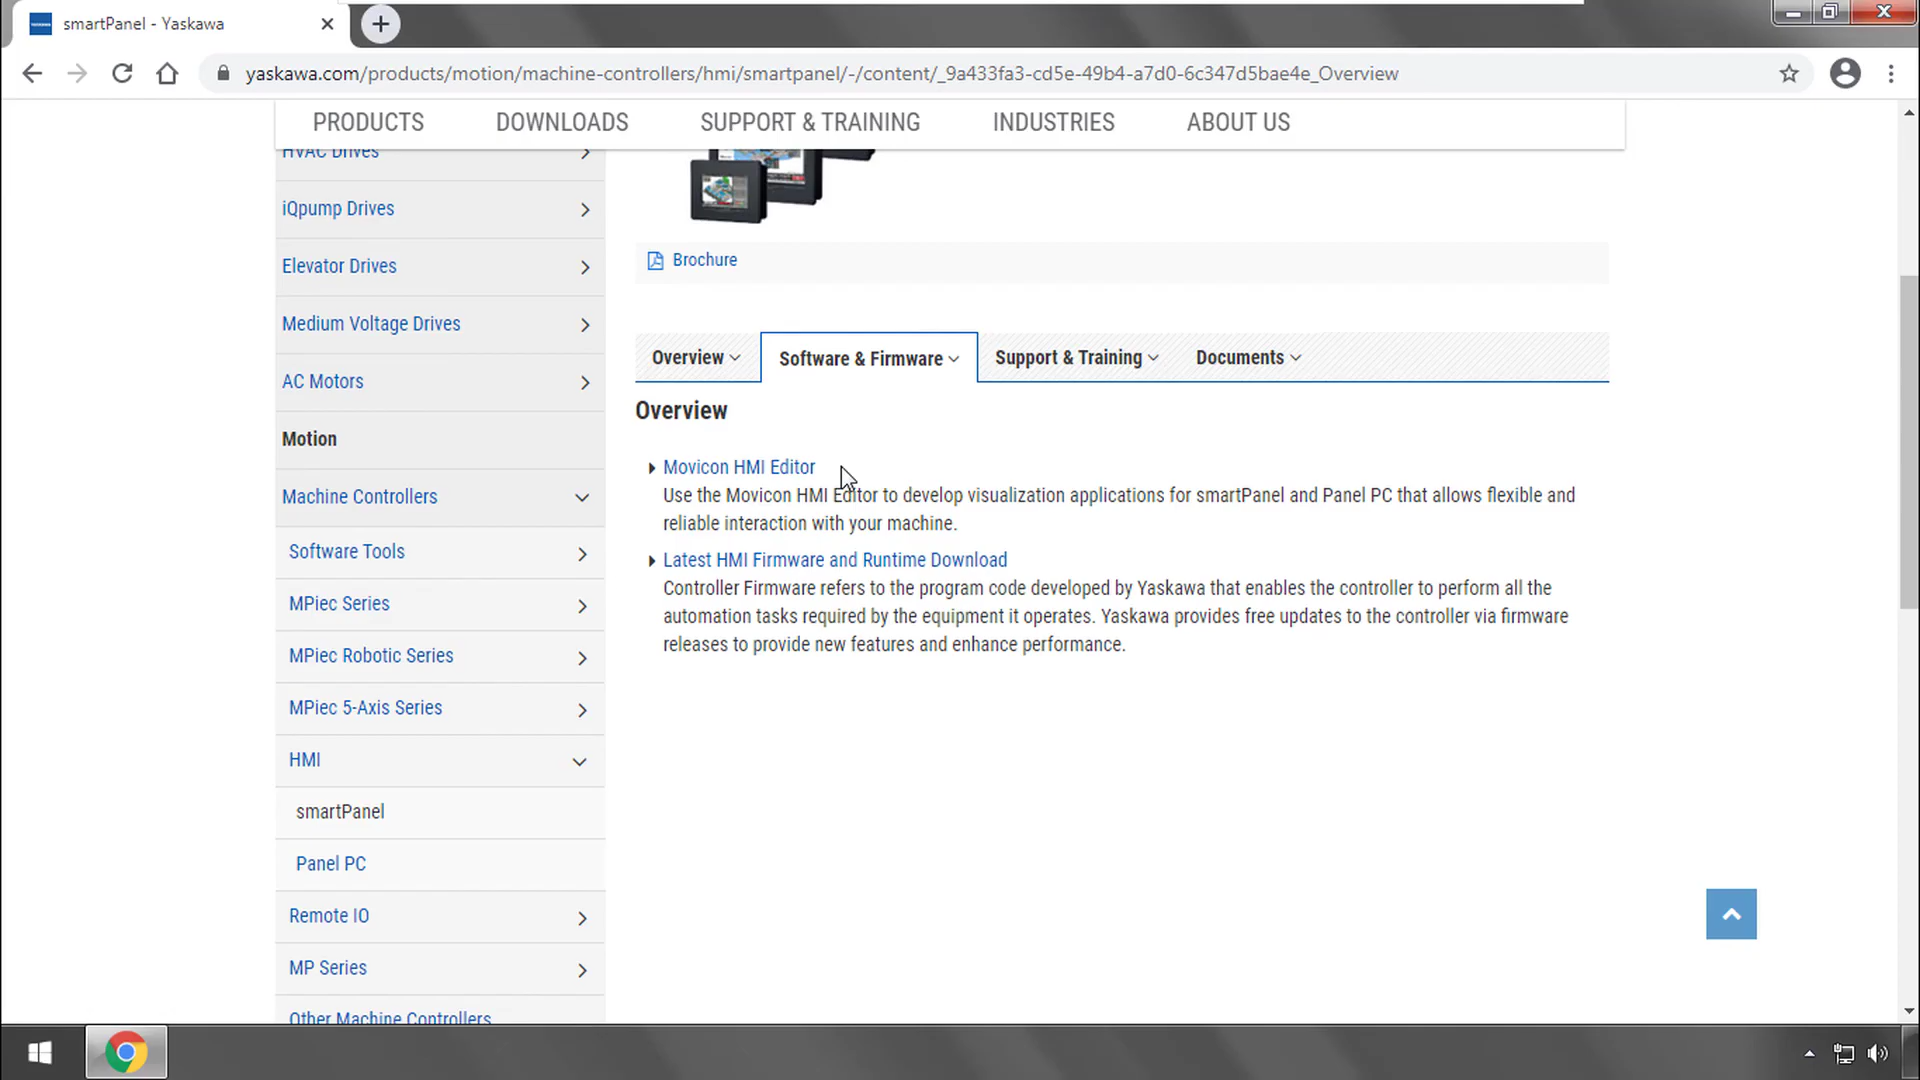 smartPanel - Yaskawa
yaskawa.com/products/motion/machine-controllers/hmi/smartpanel/-/content/_9a433fa3-cd5e-49b4-a7d0-6c347d5bae4e_Overview
PRODUCTS DOWNLOADS SUPPORT & TRAINING INDUSTRIES ABOUT US
HVAC Drives
iQpump Drives
Elevator Drives
Medium Voltage Drives
AC Motors
Motion
Machine Controllers
Software Tools
MPiec Series
MPiec Robotic Series
MPiec 5-Axis Series
HMI
smartPanel
Panel PC
Remote IO
MP Series
Other Machine Controllers
Brochure
Overview Software & Firmware Support & Training Documents
Overview
Movicon HMI Editor
Use the Movicon HMI Editor to develop visualization applications for smartPanel and Panel PC that allows flexible and
reliable interaction with your machine.
Latest HMI Firmware and Runtime Download
Controller Firmware refers to the program code developed by Yaskawa that enables the controller to perform all the
automation tasks required by the equipment it operates. Yaskawa provides free updates to the controller via firmware
releases to provide new features and enhance performance.